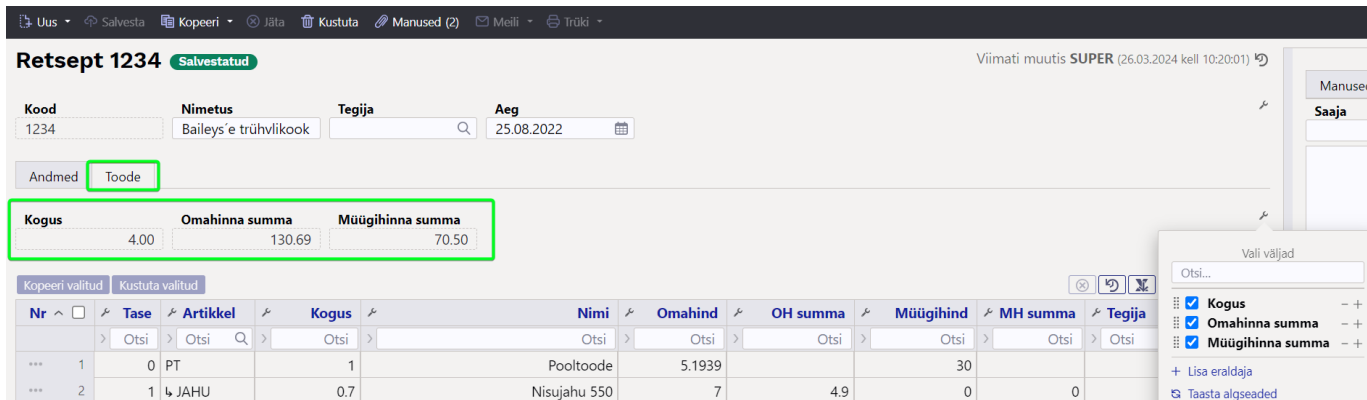 Uus Salvesta Kopeeri Jäta Kustuta Manused (2) Meili Trüki
Retsept 1234 Salvestatud Viimati muutis SUPER (26.03.2024 kell 10:20:01)
Kood Nimetus Tegija Aeg
1234 Baileys´e trühvlikook 25.08.2022
Andmed Toode
Kogus Omahinna summa Müügihinna summa
4.00 130.69 70.50
Kopeeri valitud Kustuta valitud
Nr Tase Artikkel Kogus Nimi Omahind OH summa Müügihind MH summa Tegija
Otsi Otsi Otsi Otsi Otsi Otsi Otsi Otsi Otsi
1 0 PT 1 Pooltoode 5.1939 30
2 1 ↳ JAHU 0.7 Nisujahu 550 7 4.9 0 0
Saaja
Vali väljad
Otsi...
Kogus - +
Omahinna summa - +
Müügihinna summa - +
+ Lisa eraldaja
Taasta algseaded